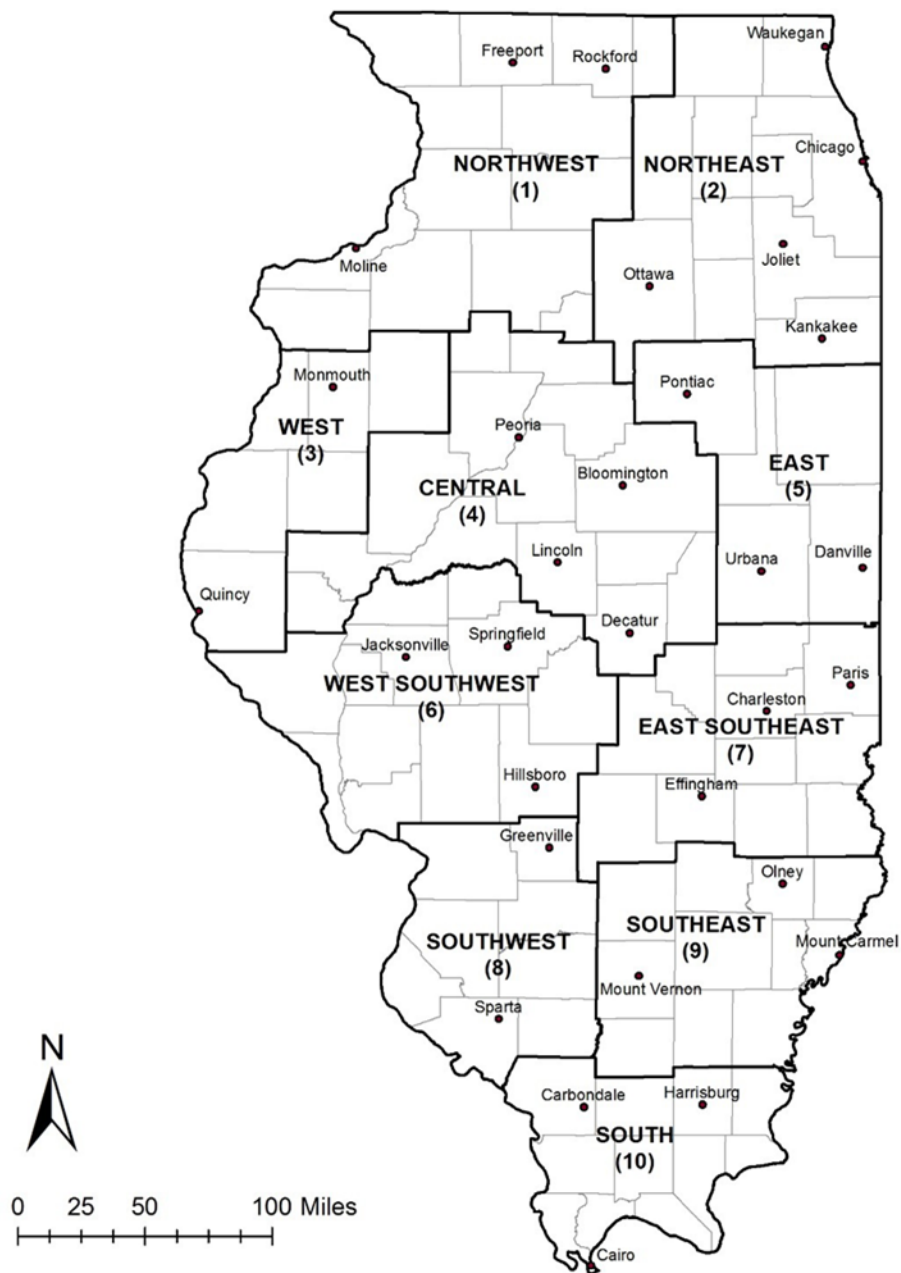 Waukegan
Freeport
Rockford
Chicago
NORTHWEST
(1)
NORTHEAST
(2)
Moline
Ottawa
Joliet
Kankakee
Monmouth
Pontiac
WEST
(3)
Peoria
EAST
(5)
Bloomington
CENTRAL
(4)
Lincoln
Urbana
Danville
Quincy
Decatur
Springfield
Jacksonville
Paris
WEST SOUTHWEST
(6)
Charleston
EAST SOUTHEAST
(7)
Hillsboro
Effingham
Greenville
Olney
SOUTHEAST
(9)
SOUTHWEST
(8)
Mount Carmel
Mount Vernon
Sparta
N
Carbondale
Harrisburg
SOUTH
(10)
0 25 50 100 Miles
Cairo